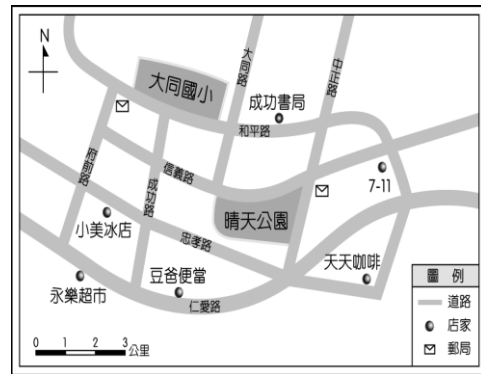 N
大同國小
大同路
中正路
成功書局
和平路
府前路
信義路
成功路
7-11
小美冰店
晴天公園
忠孝路
天天咖啡
豆爸便當
永樂超市
仁愛路
圖例
道路
店家
郵局
0 1 2 3 公里